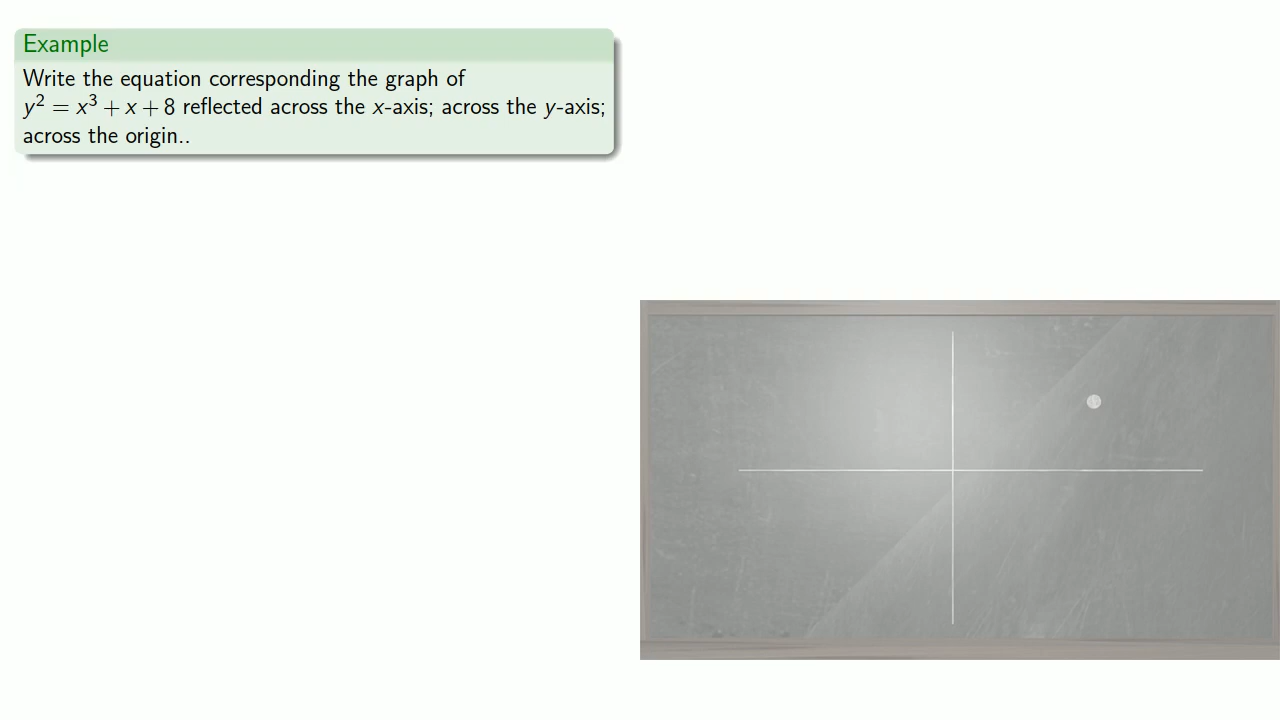 Example
Write the equation corresponding the graph of
y² = x³ + x + 8 reflected across the x-axis; across the y-axis;
across the origin..